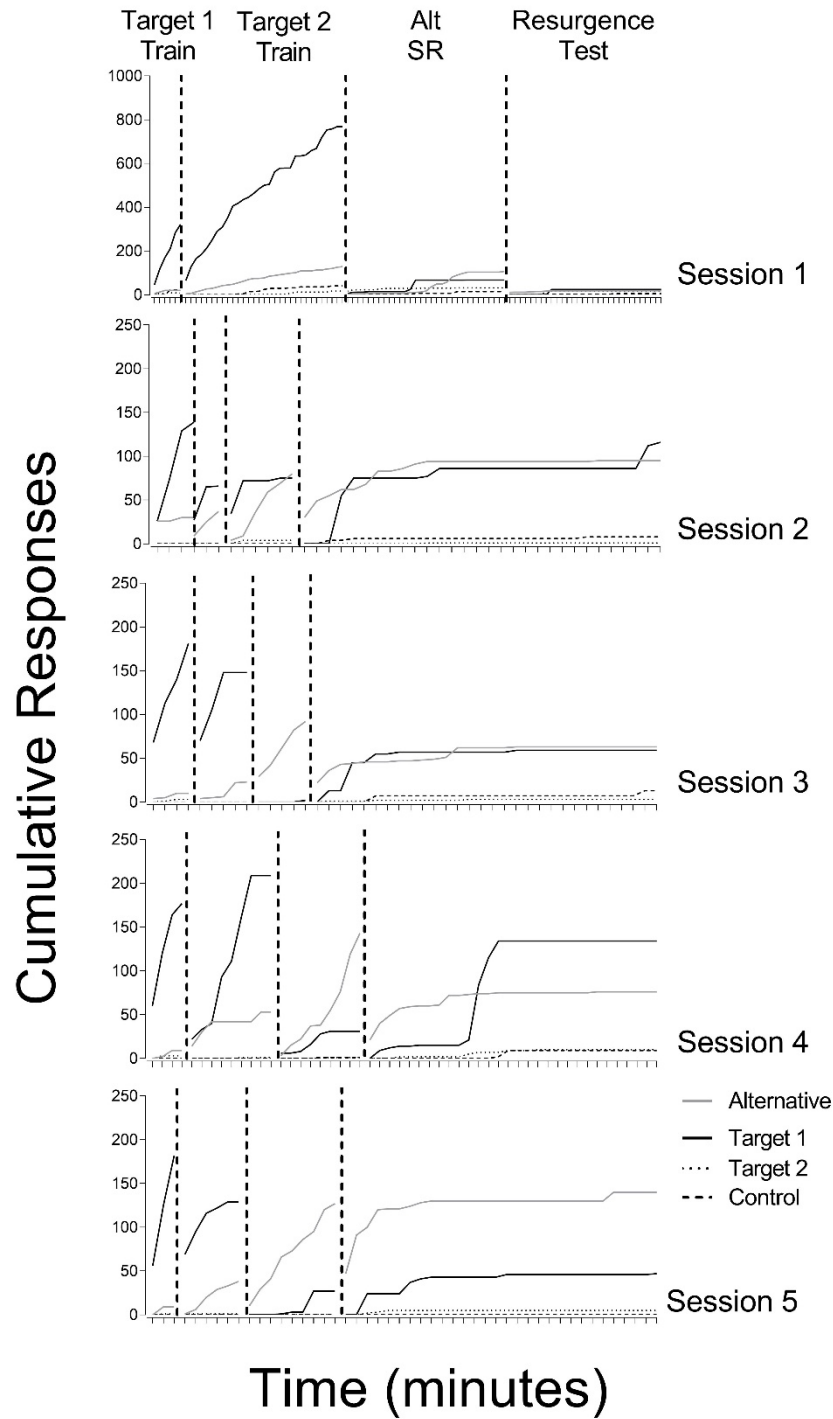 Target 1 Train
Target 2 Train
Alt SR
Resurgence Test
Cumulative Responses
1000
800
600
400
200
0
Session 1
250
200
150
100
50
0
Session 2
250
200
150
100
50
0
Session 3
250
200
150
100
50
0
Session 4
250
200
150
100
50
0
Alternative
Target 1
Target 2
Control
Session 5
Time (minutes)